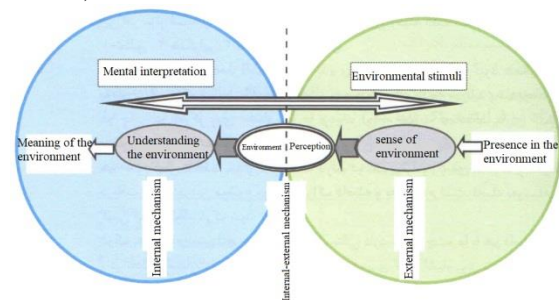 Mental interpretation
Environmental stimuli
Meaning of the
environment
Understanding
the environment
Environment
Perception
sense of
environment
Presence in the
environment
Internal mechanism
Internal-external mechanism
External mechanism